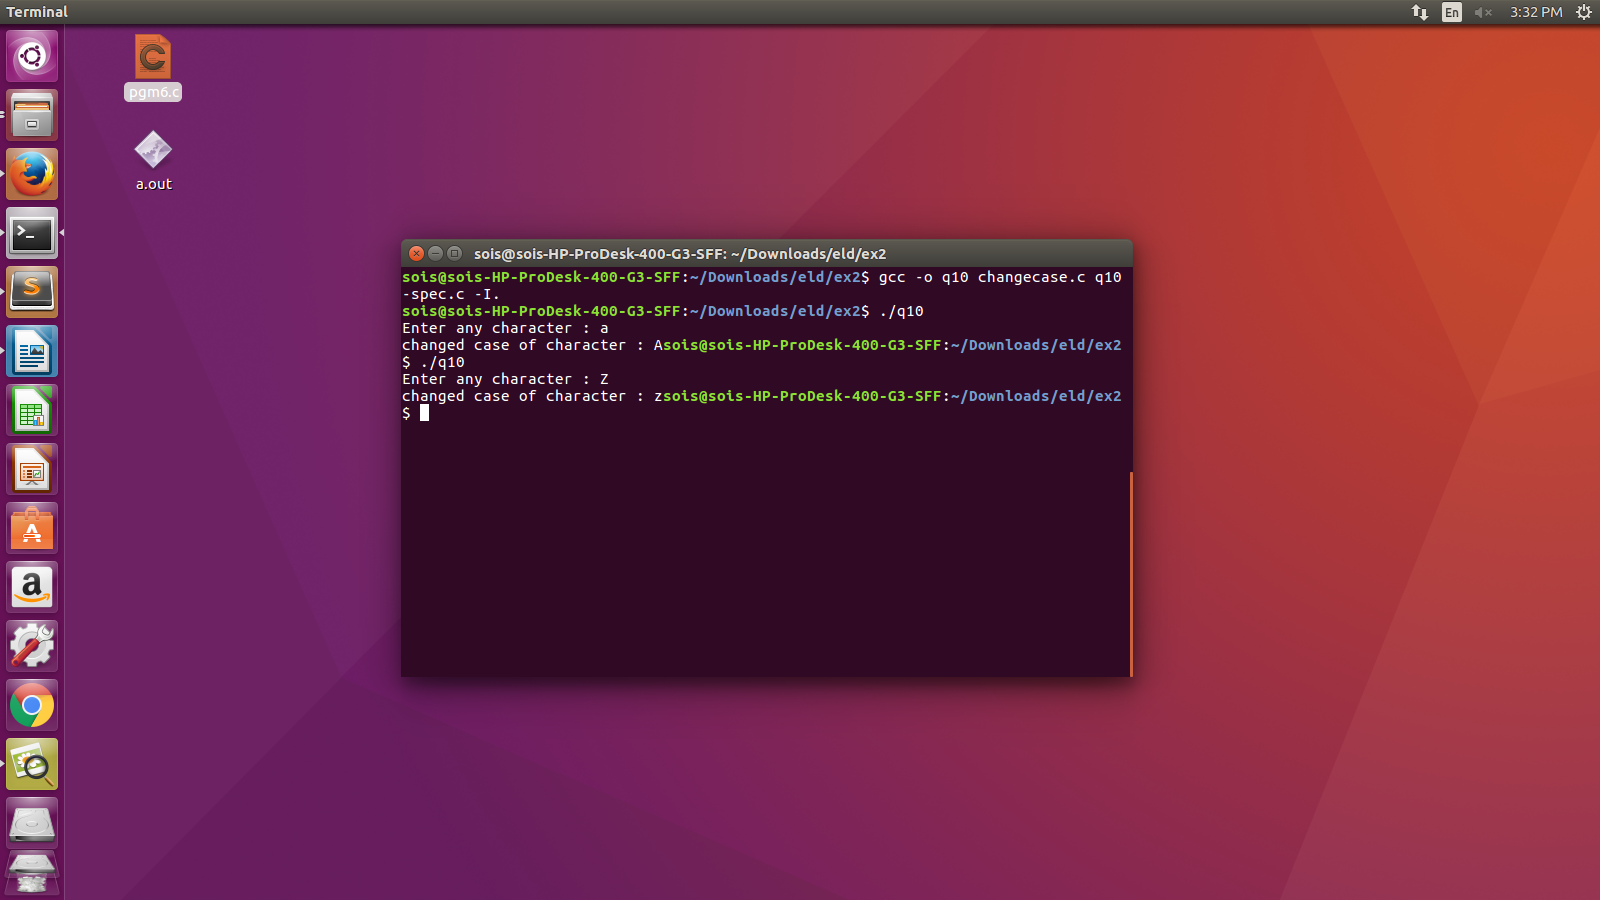 Terminal
En
3:32 PM
pgm6.c
a.out
sois@sois-HP-ProDesk-400-G3-SFF: ~/Downloads/eld/ex2
sois@sois-HP-ProDesk-400-G3-SFF:~/Downloads/eld/ex2$ gcc -o q10 changecase.c q10
-spec.c -I.
sois@sois-HP-ProDesk-400-G3-SFF:~/Downloads/eld/ex2$ ./q10
Enter any character : a
changed case of character : Asois@sois-HP-ProDesk-400-G3-SFF:~/Downloads/eld/ex2
$ ./q10
Enter any character : Z
changed case of character : zsois@sois-HP-ProDesk-400-G3-SFF:~/Downloads/eld/ex2
$